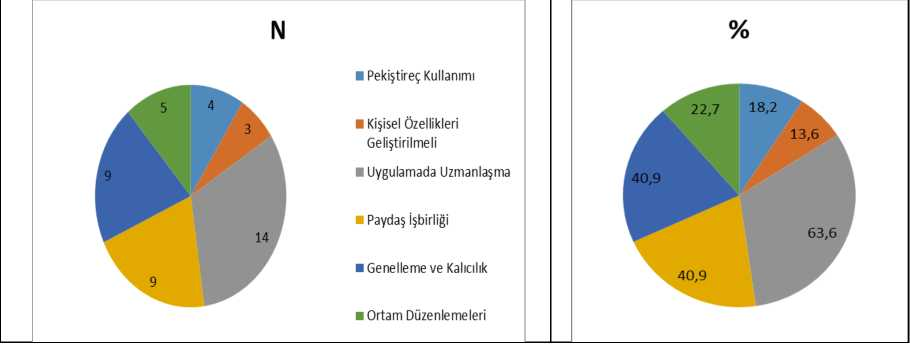 N
5
4
3
9
14
9
Pekiştireç Kullanımı
Kişisel Özellikleri
Geliştirilmeli
Uygulamada Uzmanlaşma
Paydaş İşbirliği
Genelleme ve Kalıcılık
Ortam Düzenlemeleri
%
22,7
18,2
13,6
40,9
63,6
40,9